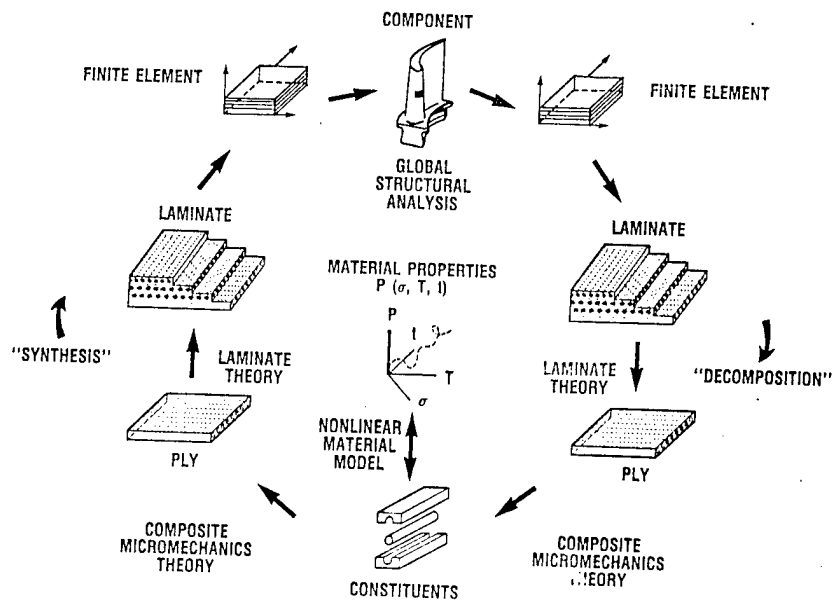 COMPONENT
FINITE ELEMENT
FINITE ELEMENT
GLOBAL
STRUCTURAL
ANALYSIS
LAMINATE
LAMINATE
MATERIAL PROPERTIES
P (σ, T, t)
P
t
T
σ
"SYNTHESIS"
LAMINATE
THEORY
LAMINATE
THEORY
"DECOMPOSITION"
NONLINEAR
MATERIAL
MODEL
PLY
PLY
COMPOSITE
MICROMECHANICS
THEORY
COMPOSITE
MICROMECHANICS
THEORY
CONSTITUENTS